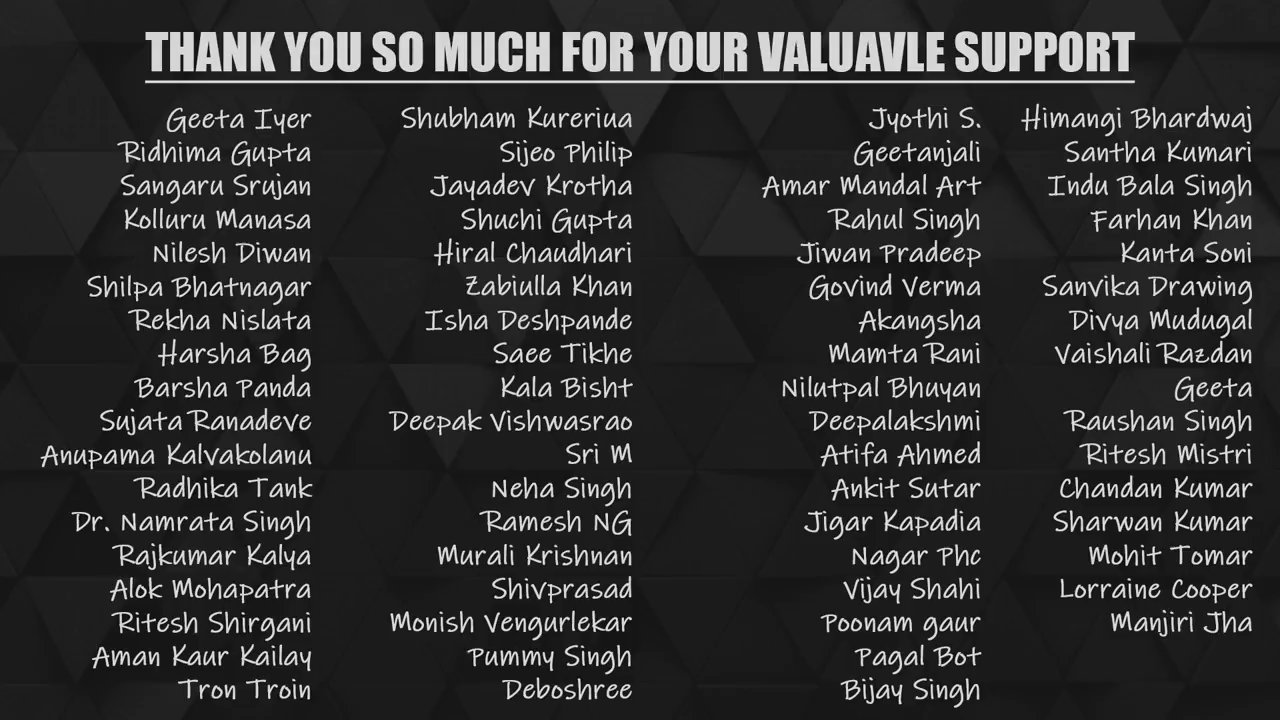 THANK YOU SO MUCH FOR YOUR VALUAVLE SUPPORT
Geeta Iyer
Ridhima Gupta
Sangaru Srujan
Kolluru Manasa
Nilesh Diwan
Shilpa Bhatnagar
Rekha Nislata
Harsha Bag
Barsha Panda
Sujata Ranadeve
Anupama Kalvakolanu
Radhika Tank
Dr. Namrata Singh
Rajkumar Kalya
Alok Mohapatra
Ritesh Shirgani
Aman Kaur Kailay
Tron Troin
Shubham Kureriua
Sijeo Philip
Jayadev Krotha
Shuchi Gupta
Hiral Chaudhari
Zabiulla Khan
Isha Deshpande
Saee Tikhe
Kala Bisht
Deepak Vishwasrao
Sri M
Neha Singh
Ramesh NG
Murali Krishnan
Shivprasad
Monish Vengurlekar
Pummy Singh
Deboshree
Jyothi S.
Geetanjali
Amar Mandal Art
Rahul Singh
Jiwan Pradeep
Govind Verma
Akangsha
Mamta Rani
Nilutpal Bhuyan
Deepalakshmi
Atifa Ahmed
Ankit Sutar
Jigar Kapadia
Nagar Phc
Vijay Shahi
Poonam gaur
Pagal Bot
Bijay Singh
Himangi Bhardwaj
Santha Kumari
Indu Bala Singh
Farhan Khan
Kanta Soni
Sanvika Drawing
Divya Mudugal
Vaishali Razdan
Geeta
Raushan Singh
Ritesh Mistri
Chandan Kumar
Sharwan Kumar
Mohit Tomar
Lorraine Cooper
Manjiri Jha